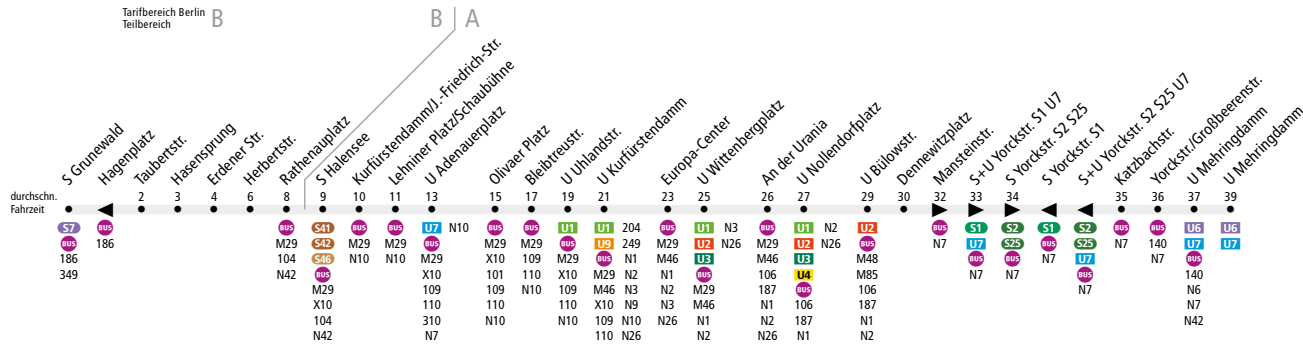 Tarifbereich Berlin
Teilbereich
B
B
A
S Grunewald
Hagenplatz
Taubertstr.
Hasensprung
Erdener Str.
Herbertstr.
Rathenauplatz
S Halensee
Kurfürstendamm/J.-Friedrich-Str.
Lehniner Platz/Schaubühne
U Adenauerplatz
Olivaer Platz
Bleibtreustr.
U Uhlandstr.
U Kurfürstendamm
Europa-Center
U Wittenbergplatz
An der Urania
U Nollendorfplatz
U Bülowstr.
Dennewitzplatz
Mansteinstr.
S+U Yorckstr. S1 U7
S Yorckstr. S2 S25
S Yorckstr. S1
S+U Yorckstr. S2 S25 U7
Katzbachstr.
Yorckstr./Großbeerenstr.
U Mehringdamm
U Mehringdamm
durchschn. 2 3 4 6 8 9 10 11 13 15 17 19 21 23 25 26 27 29 30 32 33 34 35 36 37 39
Fahrzeit
S7 BUS BUS S41 BUS BUS U7 N10 BUS BUS U1 U1 204 BUS U1 N3 BUS U1 N2 U2 BUS S1 S2 S1 S2 BUS BUS U6 U6
BUS 186 M29 S42 M29 M29 BUS M29 M29 BUS U9 249 M29 U2 N26 M29 U2 N26 BUS N7 U7 S25 BUS S25 N7 140 U7 U7
186 104 S46 N10 N10 M29 X10 109 M29 BUS N1 M46 U3 M46 U3 M48 BUS BUS N7 U7 N7 BUS
349 N42 BUS X10 101 110 X10 M29 N2 N1 BUS 106 U4 M85 N7 N7 BUS 140
M29 109 109 N10 109 M46 N3 N2 M29 187 BUS 106 N7 N6
X10 110 110 110 X10 N9 N3 M46 N1 106 187 N7
104 310 N10 N10 109 N10 N26 N1 N2 187 N1 N42
N42 N7 110 N26 N2 N26 N1 N2